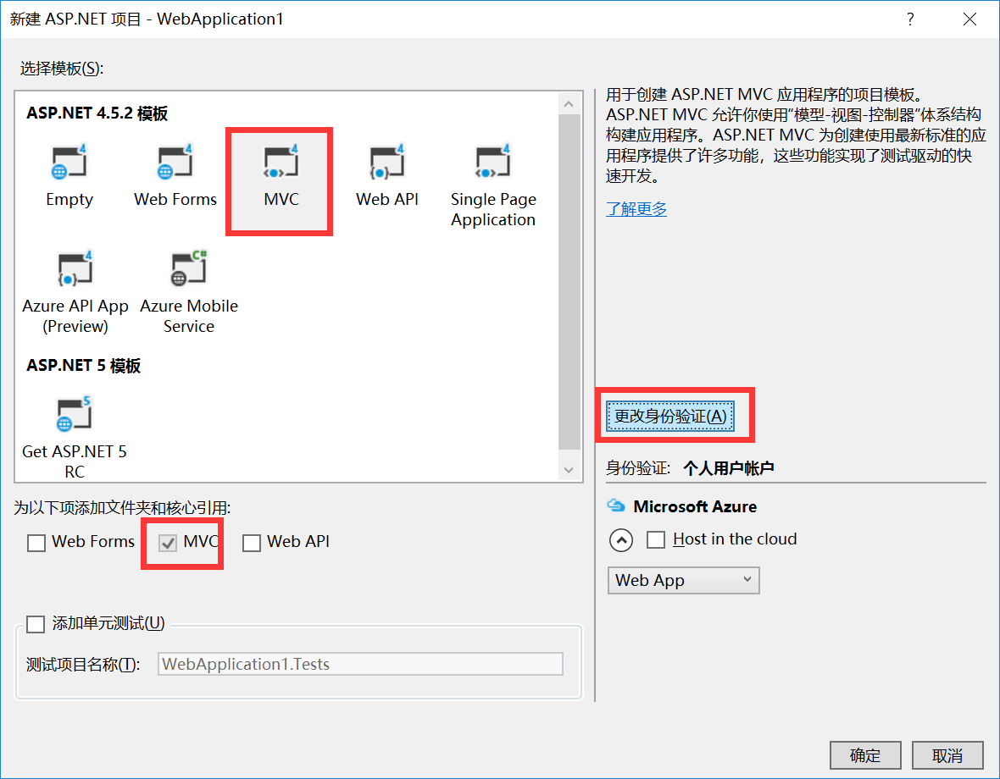 新建 ASP.NET 项目 - WebApplication1
?
选择模板(S):
ASP.NET 4.5.2 模板
4
4
4
4
4
Empty
Web Forms
MVC
Web API
Single Page
Application
4
C#
Azure API App
(Preview)
Azure Mobile
Service
ASP.NET 5 模板
5
Get ASP.NET 5
RC
用于创建 ASP.NET MVC 应用程序的项目模板。
ASP.NET MVC 允许你使用“模型-视图-控制器”体系结构
构建应用程序。ASP.NET MVC 为创建使用最新标准的应
用程序提供了许多功能，这些功能实现了测试驱动的快
速开发。
了解更多
更改身份验证(A)
身份验证: 个人用户帐户
Microsoft Azure
Host in the cloud
Web App
为以下项添加文件夹和核心引用:
Web Forms
MVC
Web API
添加单元测试(U)
测试项目名称(T):
WebApplication1.Tests
确定
取消